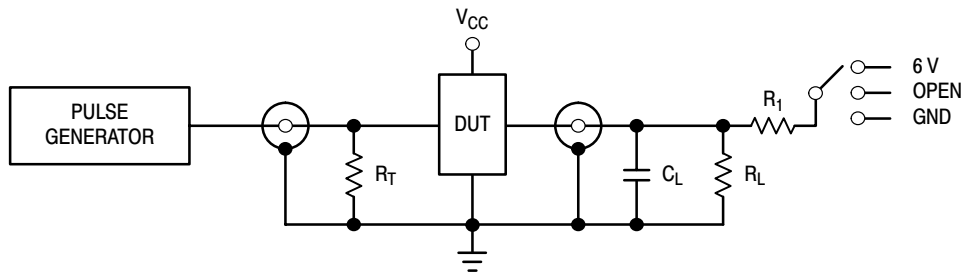 V_CC
PULSE
GENERATOR
R_T
DUT
C_L
R_L
R_1
6 V
OPEN
GND